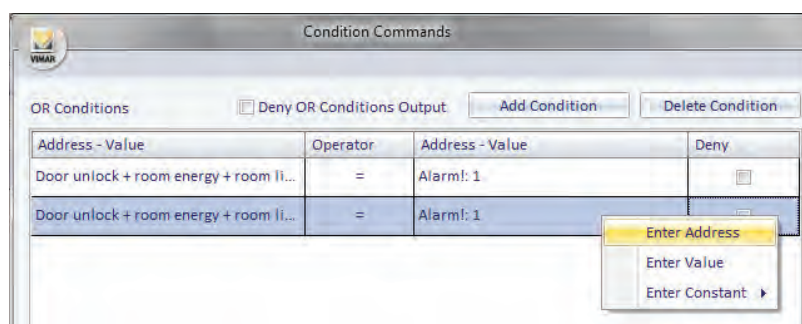 Condition Commands
VIMAR
OR Conditions Deny OR Conditions Output Add Condition Delete Condition
Address - Value Operator Address - Value Deny
Door unlock + room energy + room li... = Alarm!: 1
Door unlock + room energy + room li... = Alarm!: 1
Enter Address
Enter Value
Enter Constant